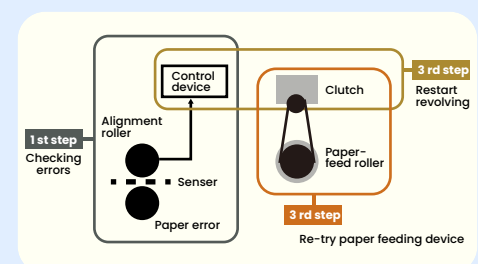 Control
device
Alignment
roller
1 st step
Checking
errors
Senser
Paper error
3 rd step
Restart
revolving
Clutch
Paper-
feed roller
3 rd step
Re-try paper feeding device